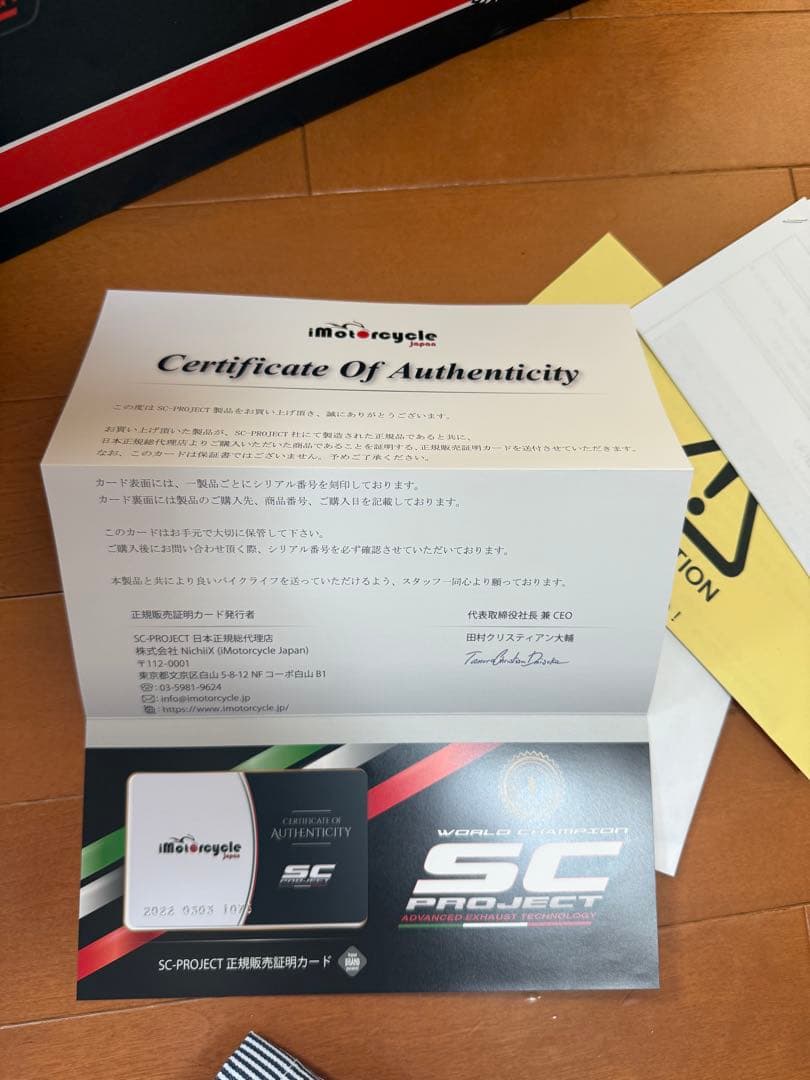 iMotorcycle
Japan
Certificate Of Authenticity
この度は SC-PROJECT 製品をお買い上げ頂き、誠にありがとうございます。
お買い上げ頂いた製品が、SC-PROJECT 社にて製造された正規品であると共に、
日本正規総代理店よりご購入いただいた商品であることを証明する、正規販売証明カードを送付させていただきます。
なお、このカードは保証書ではございません。予めご了承ください。
カード表面には、一製品ごとにシリアル番号を刻印しております。
カード裏面には製品のご購入先、商品番号、ご購入日を記載しております。
このカードはお手元で大切に保管して下さい。
ご購入後にお問い合わせ頂く際、シリアル番号を必ず確認させていただいております。
本製品と共により良いバイクライフを送っていただけるよう、スタッフ一同心より願っております。
正規販売証明カード発行者
代表取締役社長 兼 CEO
SC-PROJECT 日本正規総代理店
田村クリスティアン大輔
株式会社 NichiiX (iMotorcycle Japan)
〒112-0001
東京都文京区白山 5-8-12 NF コーポ白山 B1
: 03-5981-9624
: info@imotorcycle.jp
: https://www.imotorcycle.jp/
TION
!
iMotorcycle
Japan
CERTIFICATE OF
AUTHENTICITY
SC
PROJECT
2022 0303
WORLD CHAMPION
SC
PROJECT
ADVANCED EXHAUST TECHNOLOGY
SC-PROJECT 正規販売証明カード
BRAND